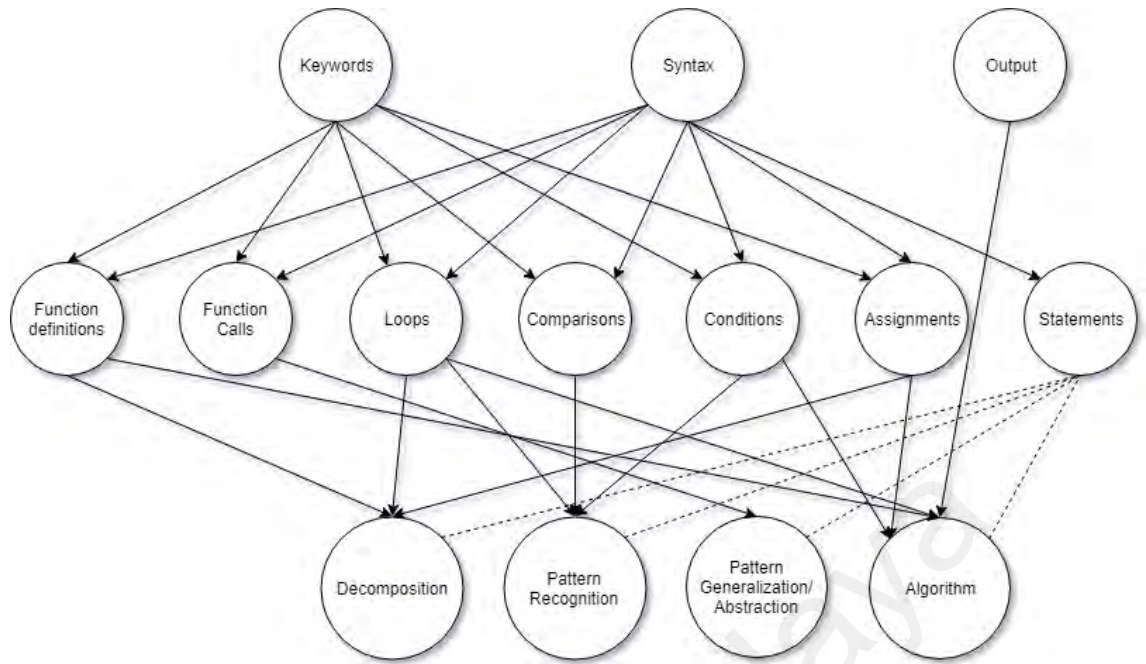 Keywords
Syntax
Output
Function
definitions
Function
Calls
Loops
Comparisons
Conditions
Assignments
Statements
Decomposition
Pattern
Recognition
Pattern
Generalization/
Abstraction
Algorithm